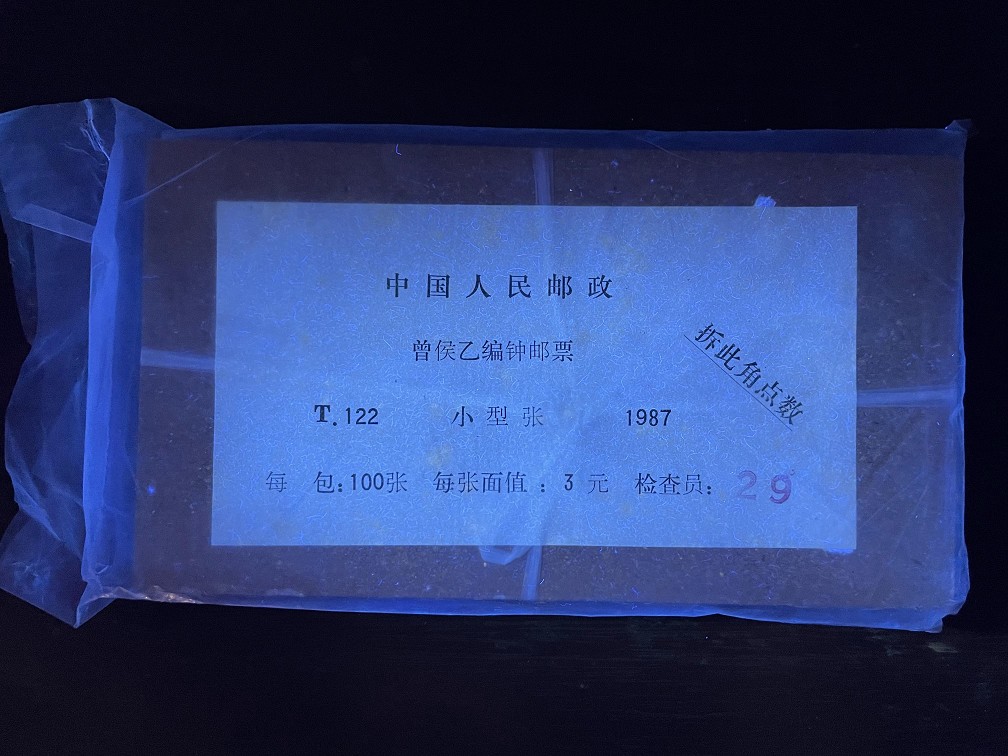 中国人民邮政
曾侯乙编钟邮票
拆此角点数
T.122 小型张 1987
每 包:100张 每张面值:3元 检查员: 29